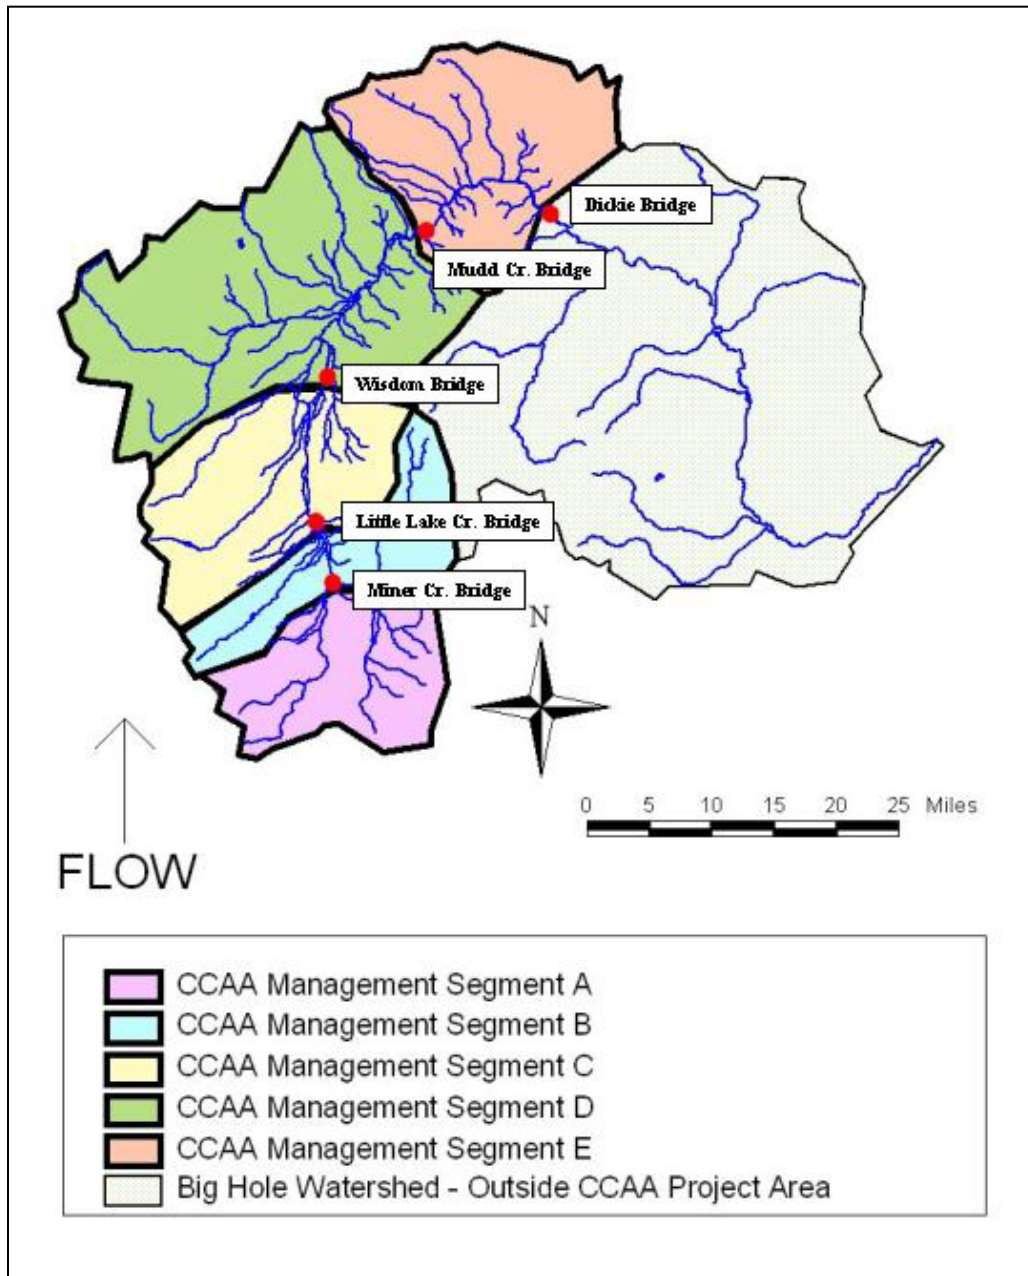 Dickie Bridge
Mudd Cr. Bridge
Wisdom Bridge
Little Lake Cr. Bridge
Miner Cr. Bridge
N
0 5 10 15 20 25 Miles
FLOW
CCAA Management Segment A
CCAA Management Segment B
CCAA Management Segment C
CCAA Management Segment D
CCAA Management Segment E
Big Hole Watershed - Outside CCAA Project Area